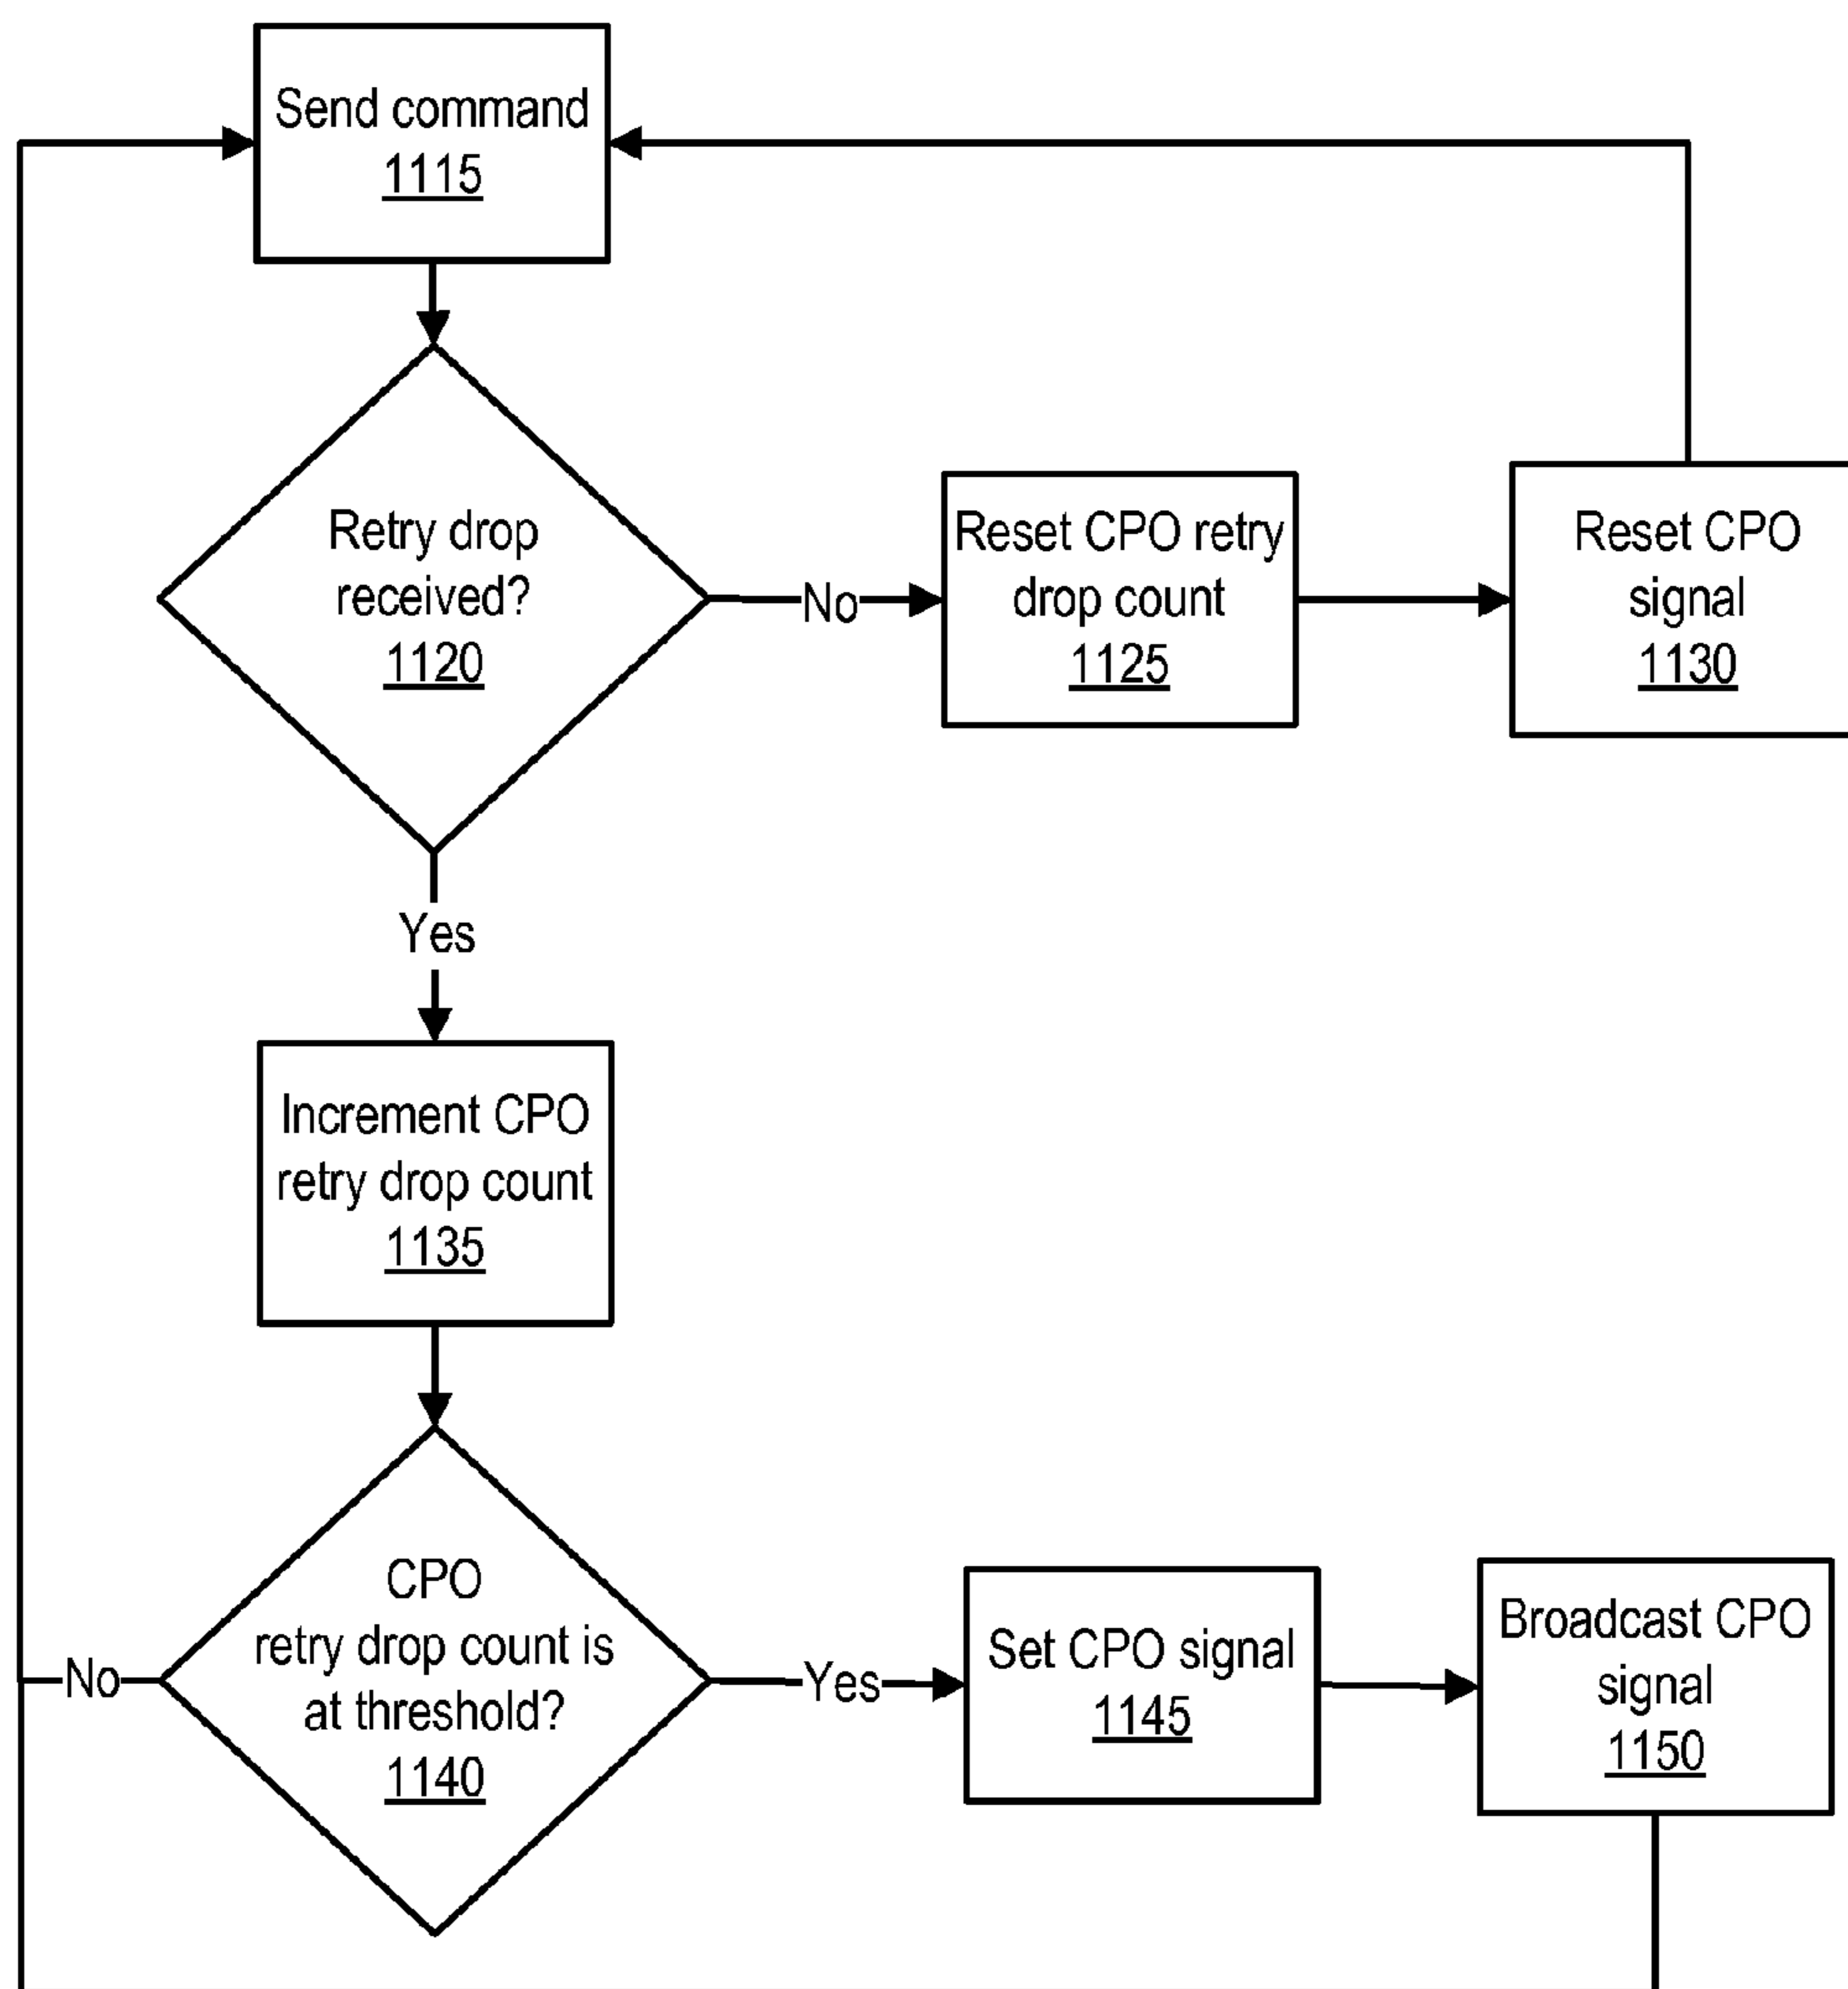 Send command
1115
Retry drop
received?
1120
No
Reset CPO retry
drop count
1125
Reset CPO
signal
1130
Yes
Increment CPO
retry drop count
1135
CPO
retry drop count is
at threshold?
1140
No
Yes
Set CPO signal
1145
Broadcast CPO
signal
1150